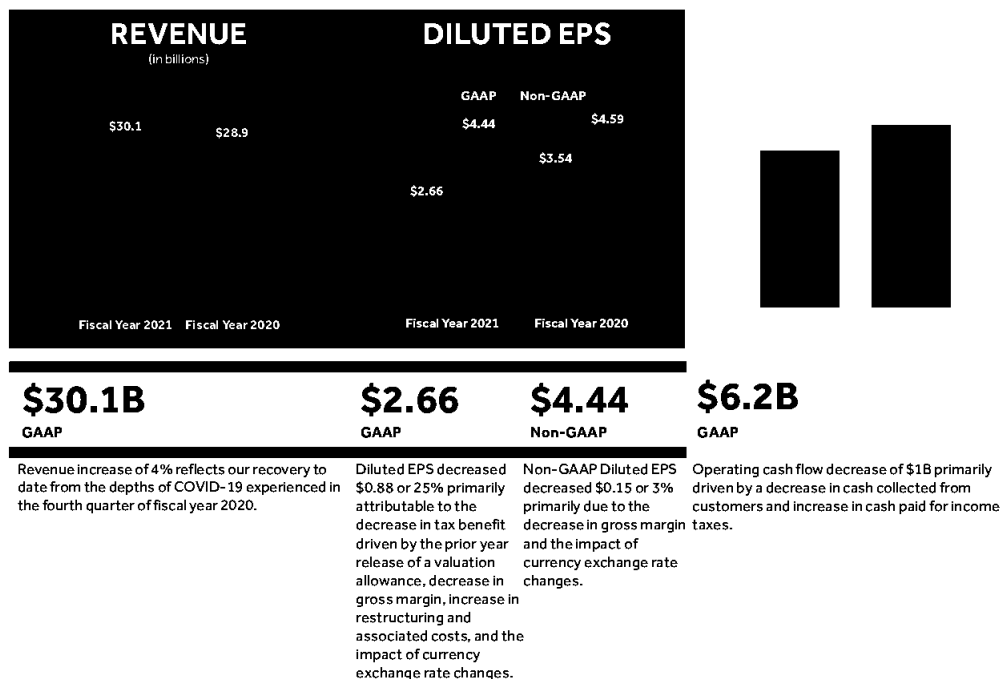 REVENUE
(in billions)
$30.1
$28.9
Fiscal Year 2021 Fiscal Year 2020
DILUTED EPS
GAAP Non-GAAP
$4.44
$4.59
$3.54
$2.66
Fiscal Year 2021 Fiscal Year 2020
$30.1B
GAAP
Revenue increase of 4% reflects our recovery to
date from the depths of COVID-19 experienced in
the fourth quarter of fiscal year 2020.
$2.66
GAAP
Diluted EPS decreased
$0.88 or 25% primarily
attributable to the
decrease in tax benefit
driven by the prior year
release of a valuation
allowance, decrease in
gross margin, increase in
restructuring and
associated costs, and the
impact of currency
exchange rate changes.
$4.44
Non-GAAP
Non-GAAP Diluted EPS
decreased $0.15 or 3%
primarily due to the
decrease in gross margin
and the impact of
currency exchange rate
changes.
$6.2B
GAAP
Operating cash flow decrease of $1B primarily
driven by a decrease in cash collected from
customers and increase in cash paid for income
taxes.